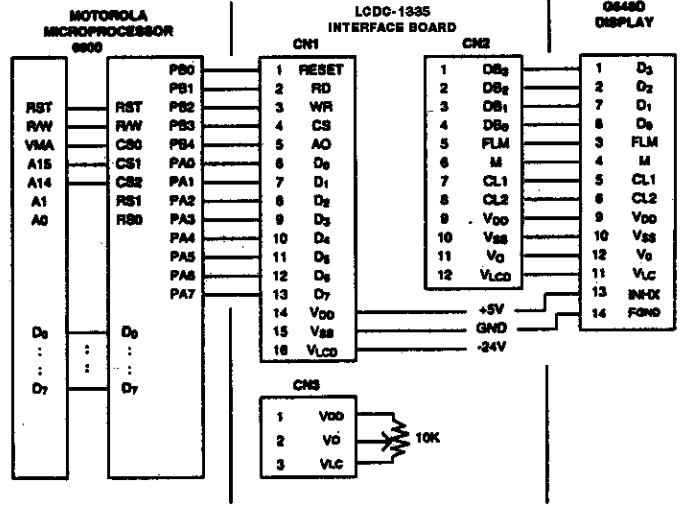 MOTOROLA
MICROPROCESSOR
6800
LCDC-1335
INTERFACE BOARD
G648D
DISPLAY
CN1
CN2
PB0 1 RESET
PB1 2 RD
RST RST PB2 3 WR
R/W R/W PB3 4 CS
VMA CS0 PB4 5 AO
A15 CS1 PA0 6 D0
A14 CS2 PA1 7 D1
A1 RS1 PA2 8 D2
A0 RS0 PA3 9 D3
PA4 10 D4
PA5 11 D5
PA6 12 D6
PA7 13 D7
14 VDD +5V
15 VSS GND
16 VLCD -24V
D0 D0
: : :
: : :
D7 D7
1 DB3 1 D3
2 DB2 2 D2
3 DB1 7 D1
4 DB0 8 D0
5 FLM 3 FLM
6 M 4 M
7 CL1 5 CL1
8 CL2 6 CL2
9 VDD 9 VDD
10 VSS 10 VSS
11 VO 12 V0
12 VLCD 11 VLC
13 INHX
14 FGND
CN3
1 VDD
2 VO 10K
3 VLC